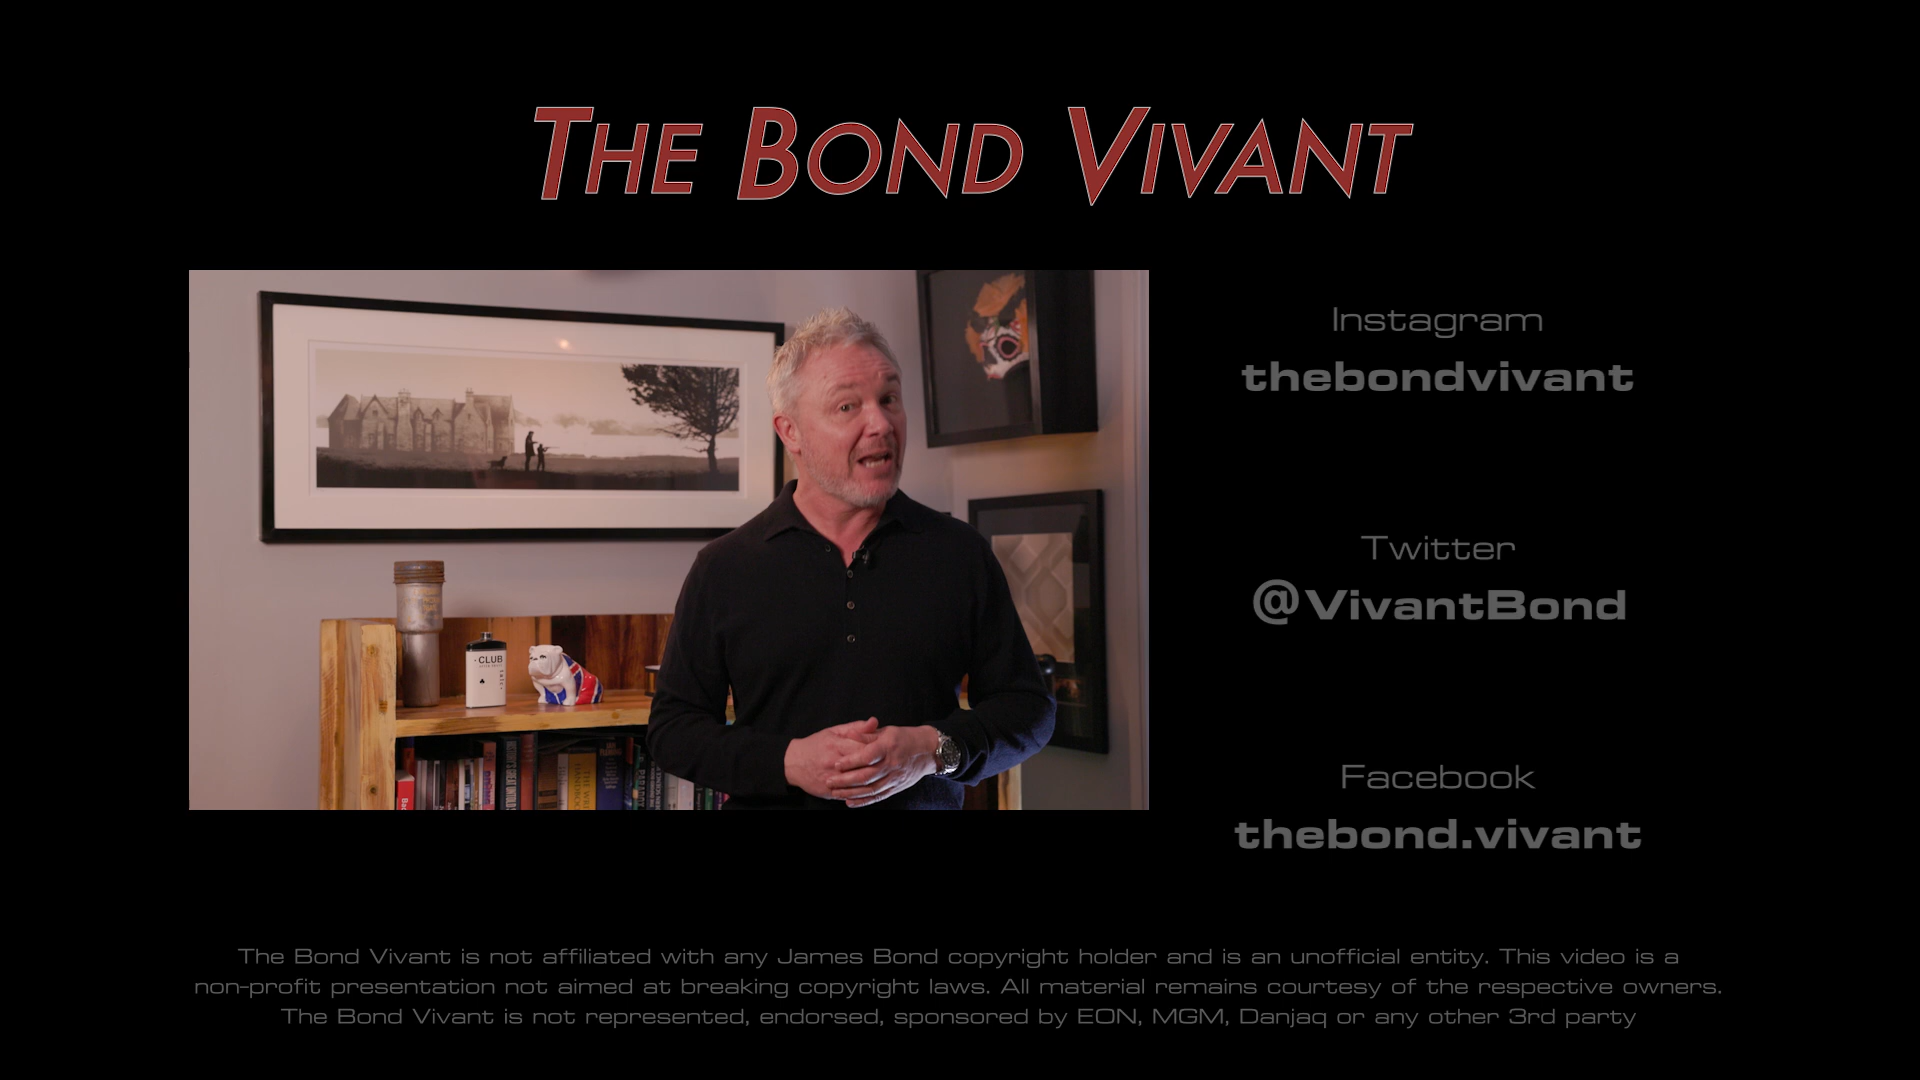 THE BOND VIVANT
Instagram
thebondvivant
Twitter
@VivantBond
Facebook
thebond.vivant
CLUB
The Bond Vivant is not affiliated with any James Bond copyright holder and is an unofficial entity. This video is a
non-profit presentation not aimed at breaking copyright laws. All material remains courtesy of the respective owners.
The Bond Vivant is not represented, endorsed, sponsored by EON, MGM, Danjaq or any other 3rd party